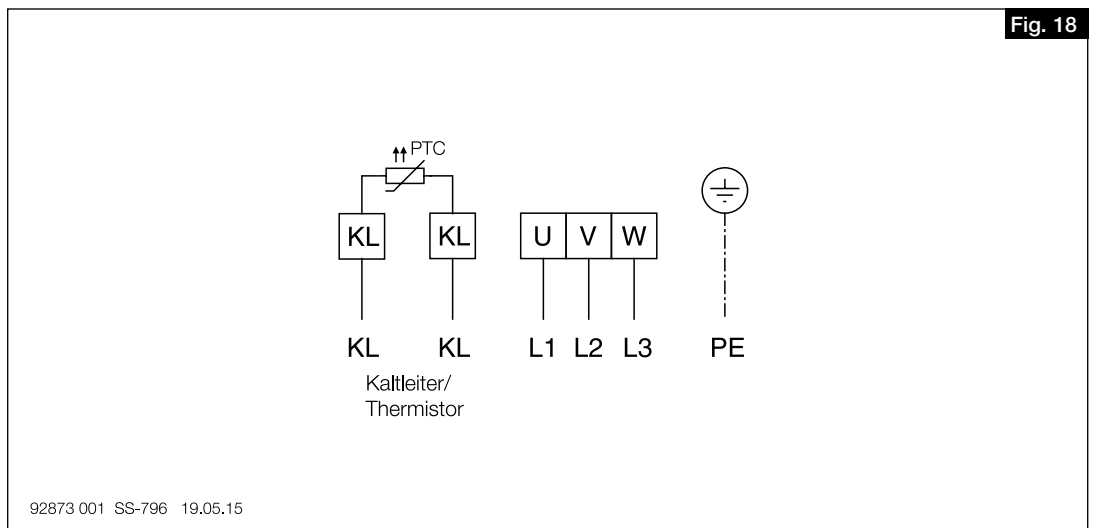 Fig. 18
PTC
KL KL U V W
KL KL L1 L2 L3 PE
Kaltleiter/
Thermistor
92873 001 SS-796 19.05.15